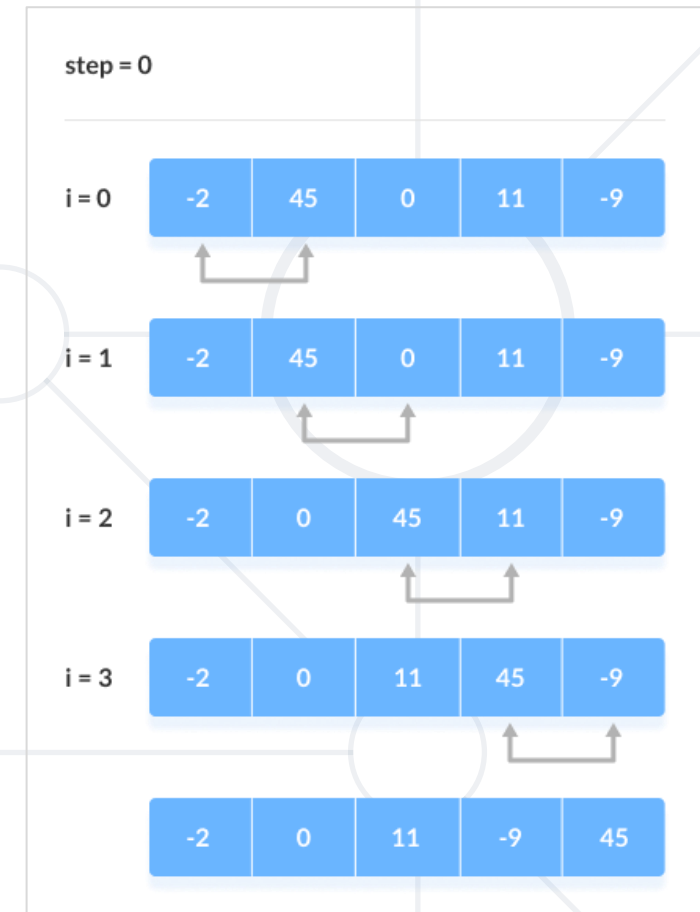 step = 0
i = 0 -2 45 0 11 -9
i = 1 -2 45 0 11 -9
i = 2 -2 0 45 11 -9
i = 3 -2 0 11 45 -9
-2 0 11 -9 45